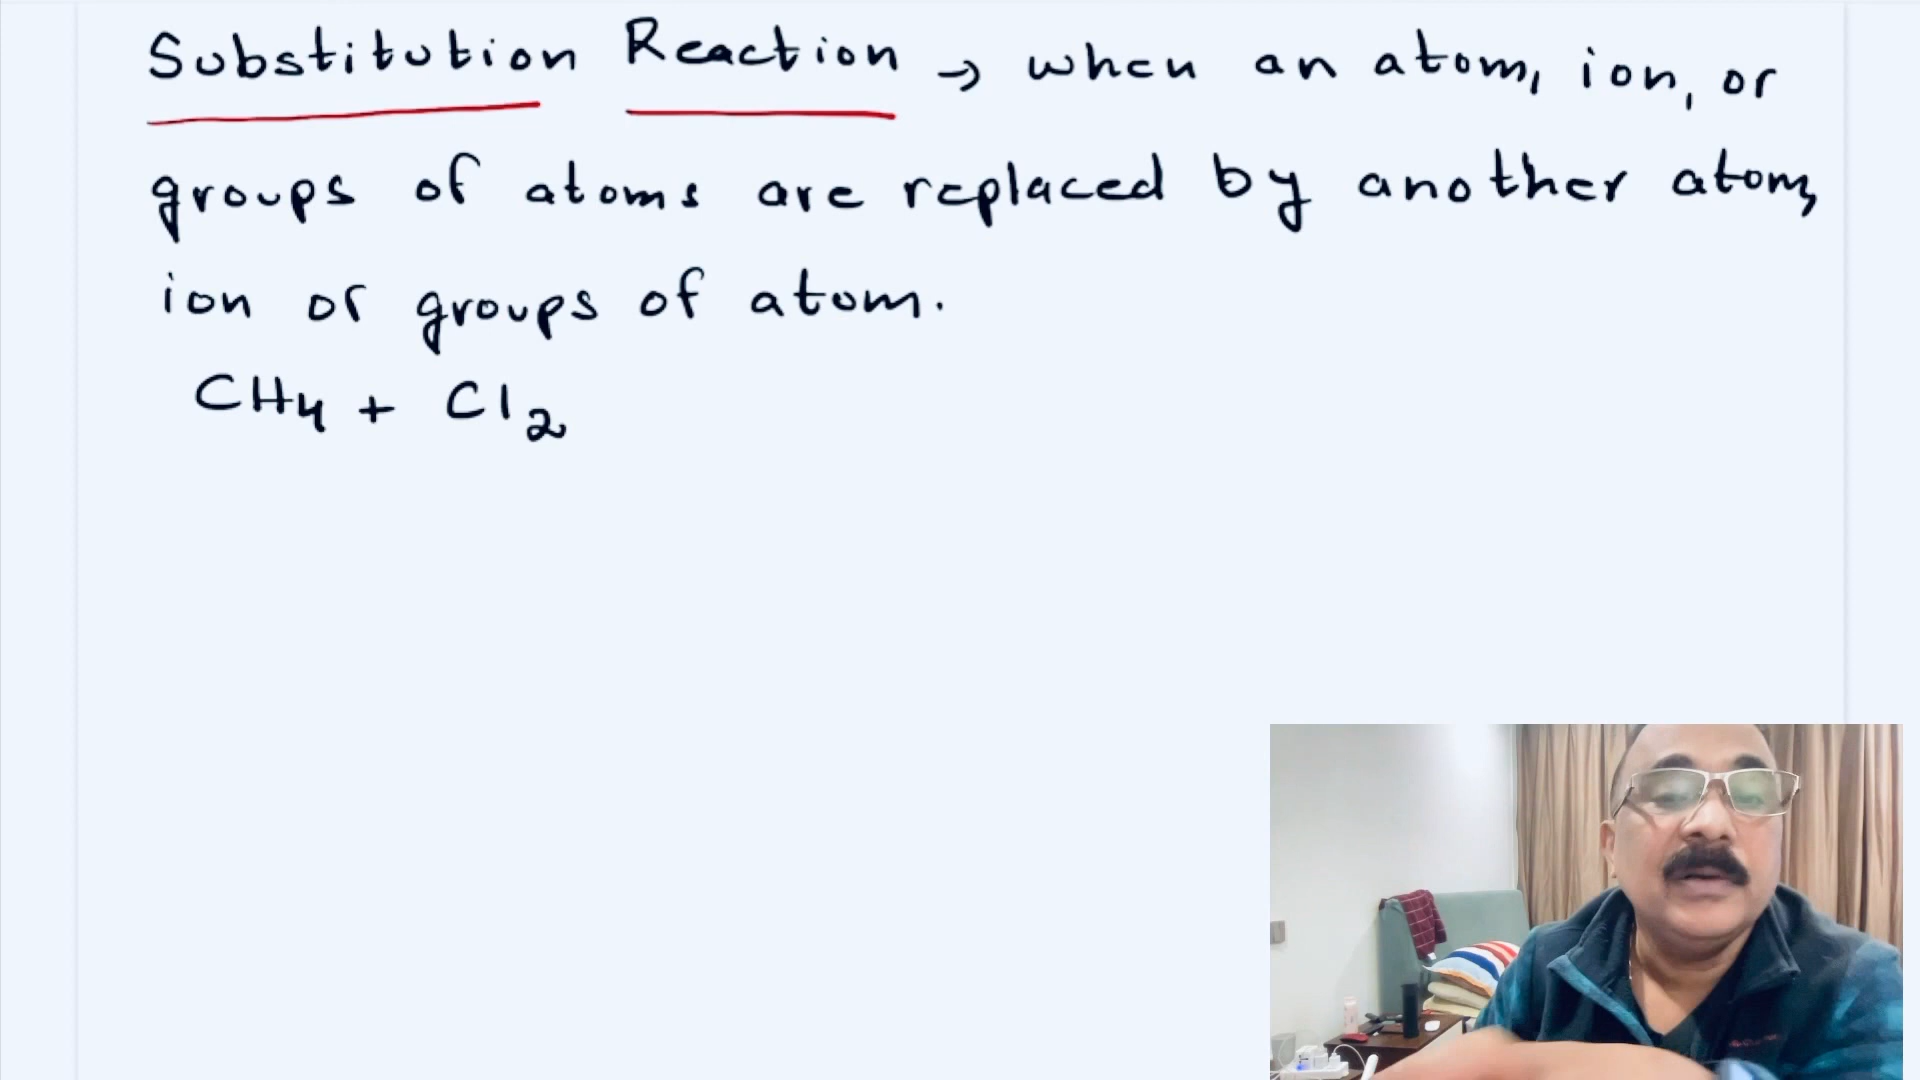 Substitution Reaction → when an atom, ion, or
groups of atoms are replaced by another atom,
ion or groups of atom.
CH4 + Cl2